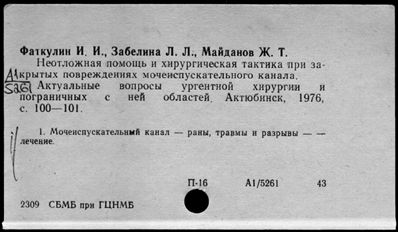 Фаткулин И. И., Забелина Л. Л., Майданов Ж. Т.
Неотложная помощь и хирургическая тактика при за-
крытых повреждениях мочеиспускательного канала.
Актуальные вопросы ургентной хирургии и
пограничных с ней областей. Актюбинск, 1976,
с. 100—101.
1. Мочеиспускательный канал — раны, травмы и разрывы — —
лечение.
П-16 А1/5261 43
2309 СБМБ при ГЦНМБ